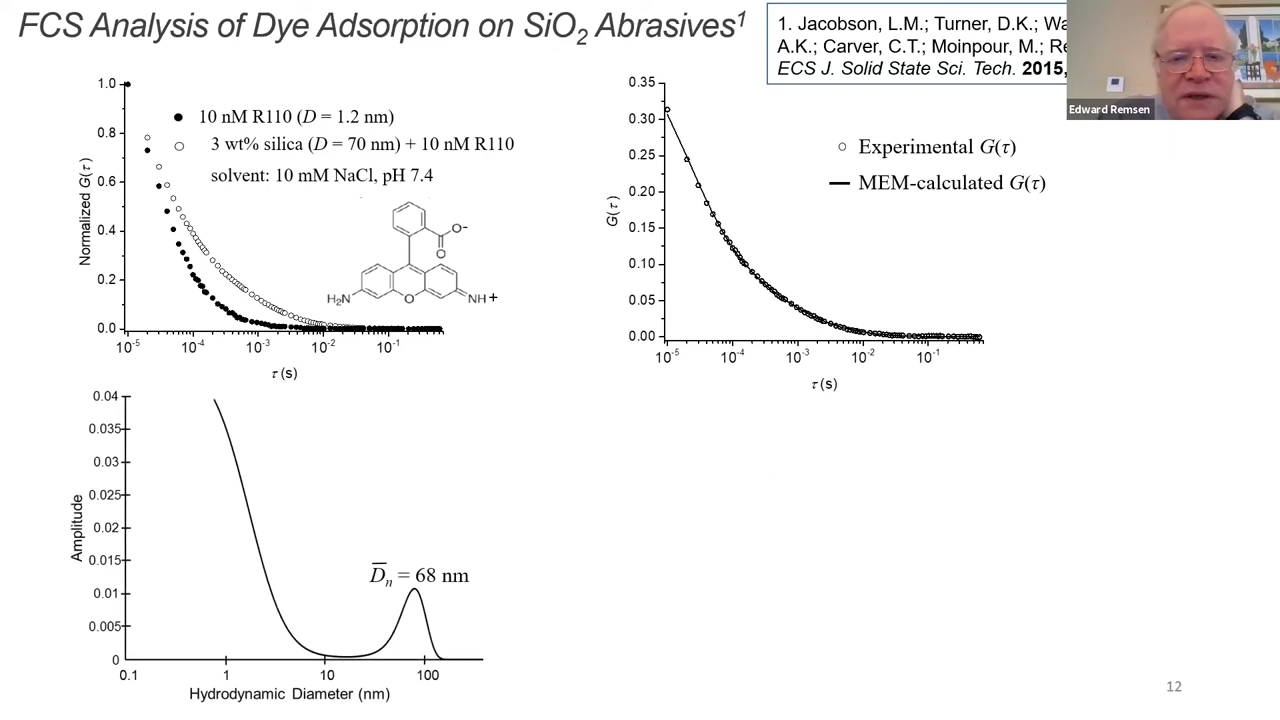 FCS Analysis of Dye Adsorption on SiO2 Abrasives1
1. Jacobson, L.M.; Turner, D.K.;
A.K.; Carver, C.T.; Moinpour, M.;
ECS J. Solid State Sci. Tech. 2015,
Edward Remsen
1.0
0.8
0.6
0.4
0.2
0.0
Normalized G(τ)
10 nM R110 (D = 1.2 nm)
3 wt% silica (D = 70 nm) + 10 nM R110
solvent: 10 mM NaCl, pH 7.4
O-
O
H2N
O
NH +
10-5 10-4 10-3 10-2 10-1
τ (s)
0.35
0.30
0.25
0.20
0.15
0.10
0.05
0.00
G(τ)
Experimental G(τ)
MEM-calculated G(τ)
10-5 10-4 10-3 10-2 10-1
τ (s)
0.04
0.035
0.03
0.025
0.02
0.015
0.01
0.005
0
Amplitude
D̅n = 68 nm
0.1 1 10 100
Hydrodynamic Diameter (nm)
12